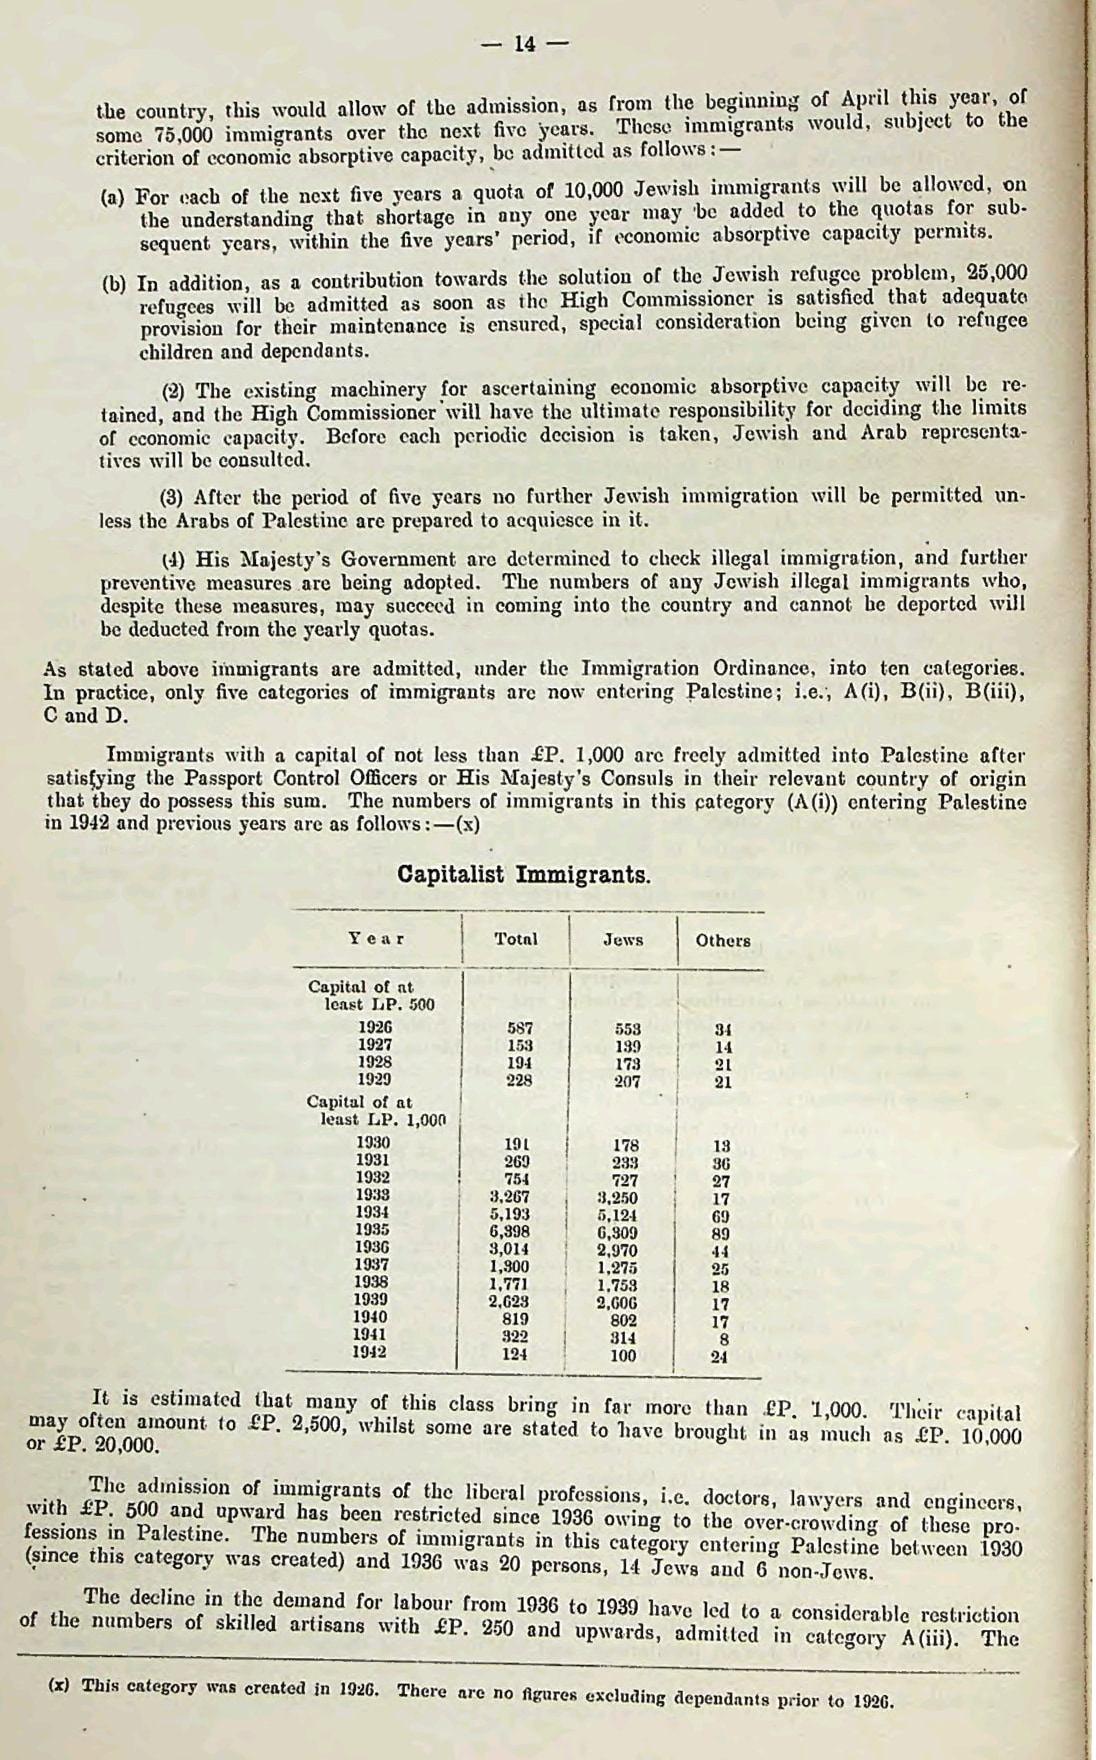 — 14 —
the country, this would allow of the admission, as from the beginning of April this year, of
some 75,000 immigrants over the next five years. These immigrants would, subject to the
criterion of economic absorptive capacity, be admitted as follows:—
(a) For each of the next five years a quota of 10,000 Jewish immigrants will be allowed, on
the understanding that shortage in any one year may be added to the quotas for sub-
sequent years, within the five years' period, if economic absorptive capacity permits.
(b) In addition, as a contribution towards the solution of the Jewish refugee problem, 25,000
refugees will be admitted as soon as the High Commissioner is satisfied that adequate
provision for their maintenance is ensured, special consideration being given to refugee
children and dependants.
(2) The existing machinery for ascertaining economic absorptive capacity will be re-
tained, and the High Commissioner will have the ultimate responsibility for deciding the limits
of economic capacity. Before each periodic decision is taken, Jewish and Arab representa-
tives will be consulted.
(3) After the period of five years no further Jewish immigration will be permitted un-
less the Arabs of Palestine are prepared to acquiesce in it.
(4) His Majesty's Government are determined to check illegal immigration, and further
preventive measures are being adopted. The numbers of any Jewish illegal immigrants who,
despite these measures, may succeed in coming into the country and cannot be deported will
be deducted from the yearly quotas.
As stated above immigrants are admitted, under the Immigration Ordinance, into ten categories.
In practice, only five categories of immigrants are now entering Palestine; i.e., A(i), B(ii), B(iii),
C and D.
Immigrants with a capital of not less than £P. 1,000 are freely admitted into Palestine after
satisfying the Passport Control Officers or His Majesty's Consuls in their relevant country of origin
that they do possess this sum. The numbers of immigrants in this category (A(i)) entering Palestine
in 1942 and previous years are as follows:—(x)
Capitalist Immigrants.
Year Total Jews Others
Capital of at
least LP. 500
1926 587 553 34
1927 153 139 14
1928 194 173 21
1929 228 207 21
Capital of at
least LP. 1,000
1930 191 178 13
1931 269 233 36
1932 754 727 27
1933 3,267 3,250 17
1934 5,193 5,124 69
1935 6,398 6,309 89
1936 3,014 2,970 44
1937 1,300 1,275 25
1938 1,771 1,753 18
1939 2,623 2,606 17
1940 819 802 17
1941 322 314 8
1942 124 100 24
It is estimated that many of this class bring in far more than £P. 1,000. Their capital
may often amount to £P. 2,500, whilst some are stated to have brought in as much as £P. 10,000
or £P. 20,000.
The admission of immigrants of the liberal professions, i.e. doctors, lawyers and engineers,
with £P. 500 and upward has been restricted since 1936 owing to the over-crowding of these pro-
fessions in Palestine. The numbers of immigrants in this category entering Palestine between 1930
(since this category was created) and 1936 was 20 persons, 14 Jews and 6 non-Jews.
The decline in the demand for labour from 1936 to 1939 have led to a considerable restriction
of the numbers of skilled artisans with £P. 250 and upwards, admitted in category A(iii). The
(x) This category was created in 1926. There are no figures excluding dependants prior to 1926.